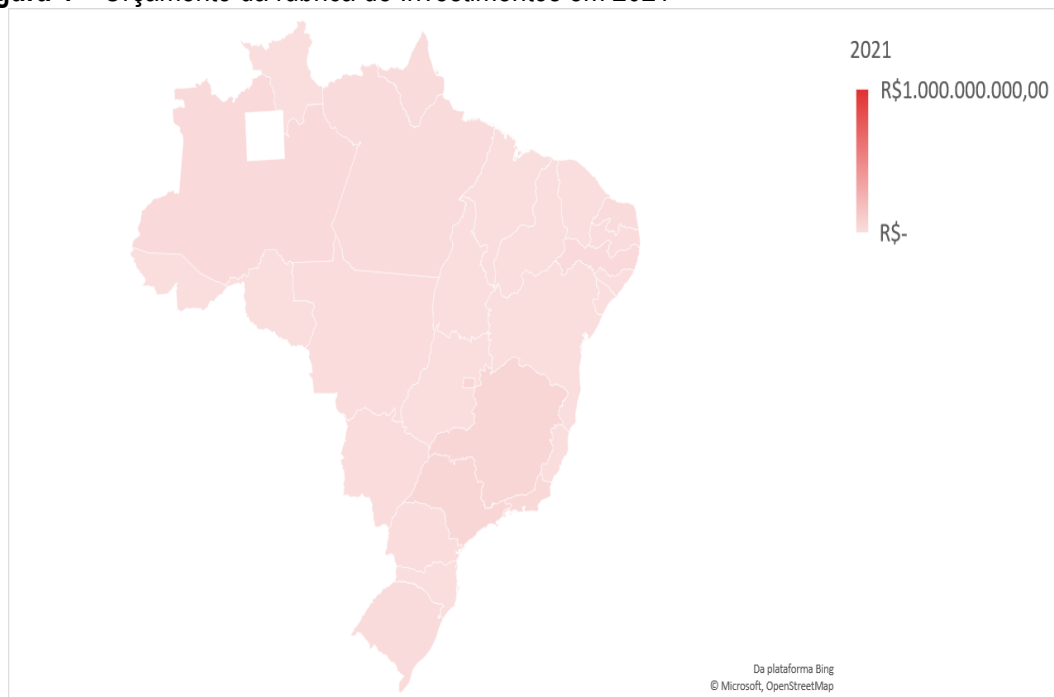 2021
R$1.000.000.000,00
R$-
Da plataforma Bing
© Microsoft, OpenStreetMap